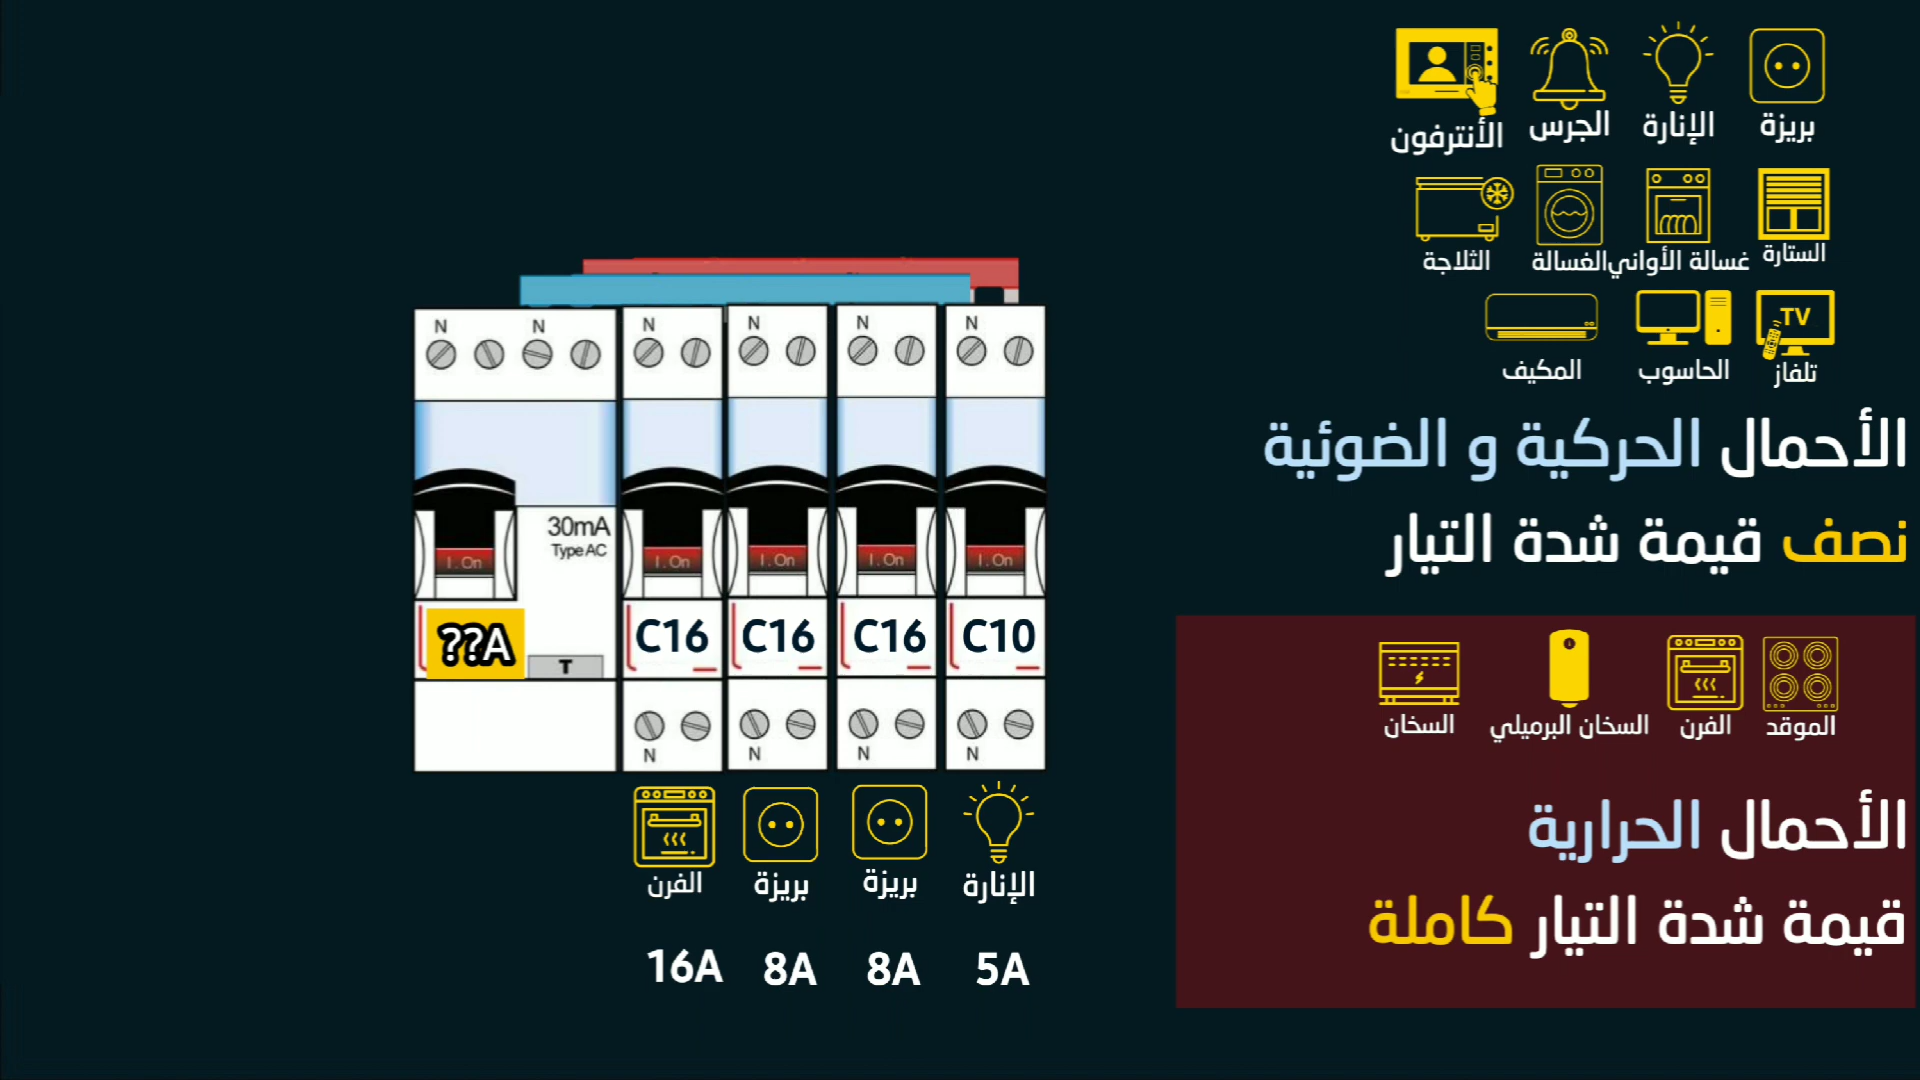 الأنترفون الجرس الإنارة بريزة
الثلاجة الغسالة غسالة الأواني الستارة
TV
المكيف الحاسوب تلفاز
الأحمال الحركية و الضوئية
نصف قيمة شدة التيار
السخان السخان البرميلي الفرن الموقد
الأحمال الحرارية
قيمة شدة التيار كاملة
N N N N N N
30mA
Type AC
I.On I.On I.On I.On I.On
??A C16 C16 C16 C10
T
N N N N
الفرن بريزة بريزة الإنارة
16A 8A 8A 5A